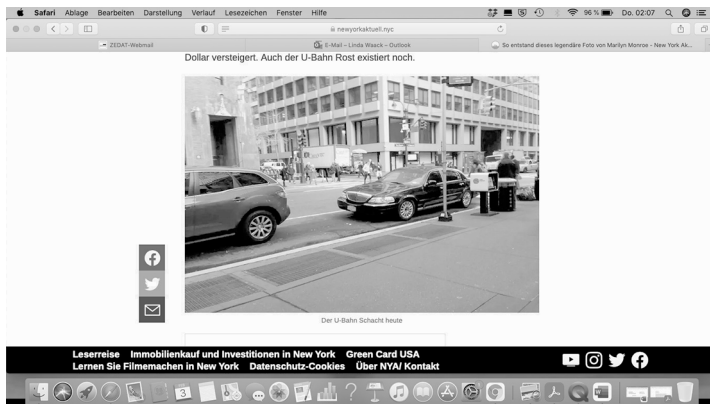 Safari Ablage Bearbeiten Darstellung Verlauf Lesezeichen Fenster Hilfe
96 % Do. 02:07
newyorkaktuell.nyc
ZEDAT-Webmail
E-Mail – Linda Waack – Outlook
So entstand dieses legendäre Foto von Marilyn Monroe - New York Ak...
Dollar versteigert. Auch der U-Bahn Rost existiert noch.
Der U-Bahn Schacht heute
Leserreise Immobilienkauf und Investitionen in New York Green Card USA
Lernen Sie Filmemachen in New York Datenschutz-Cookies Über NYA/ Kontakt
3